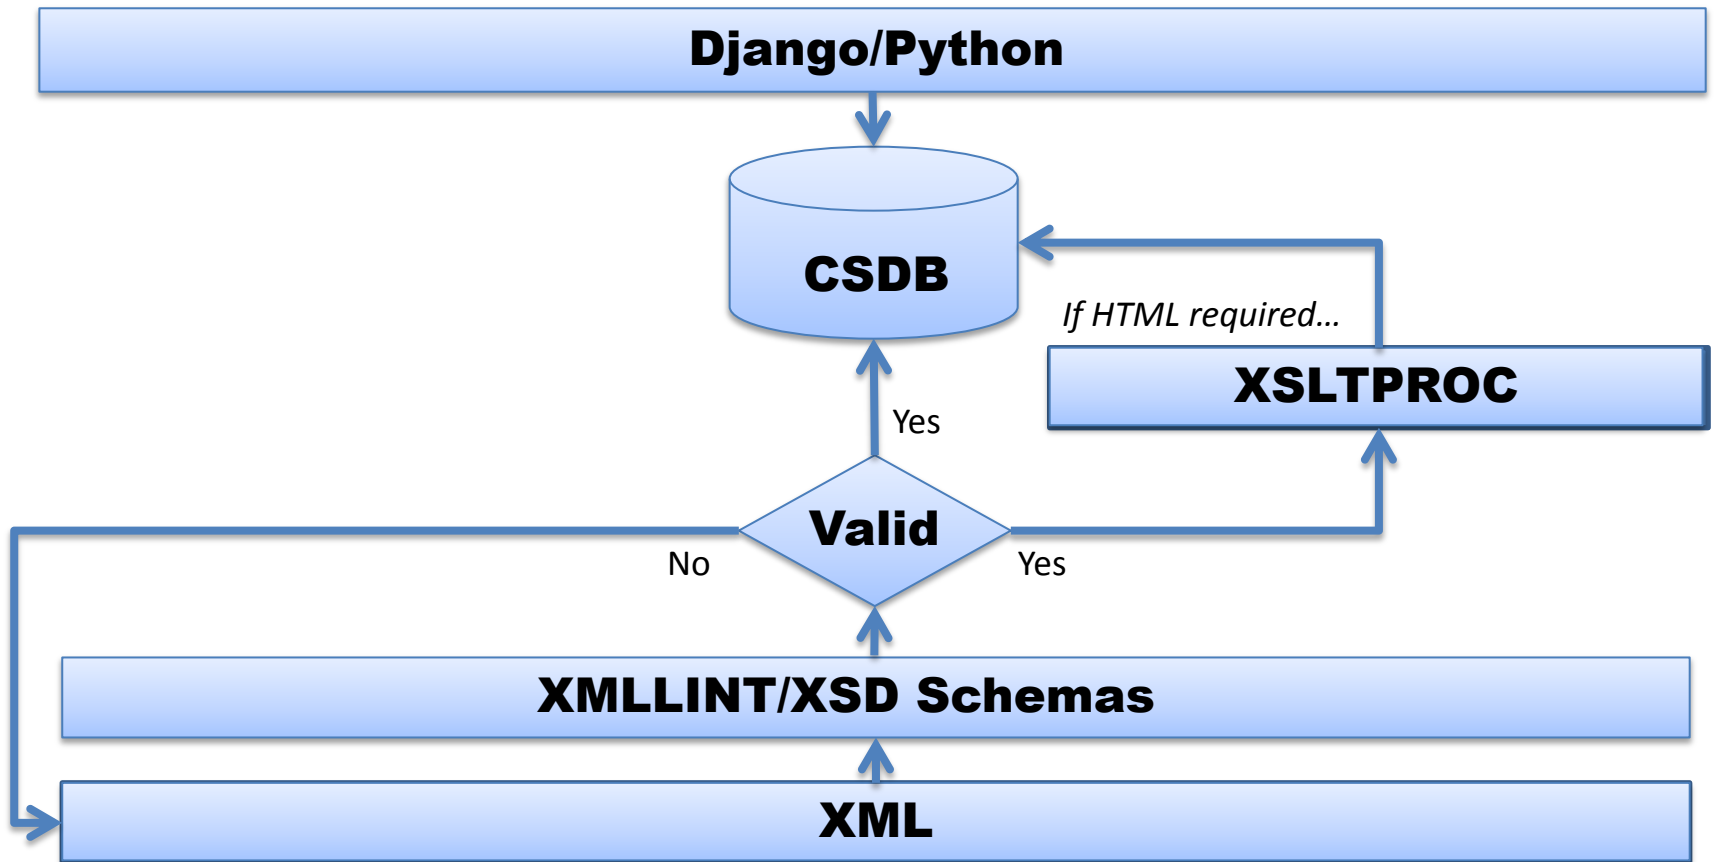 Django/Python
CSDB
If HTML required...
XSLTPROC
Yes
Valid
No
Yes
XMLLINT/XSD Schemas
XML